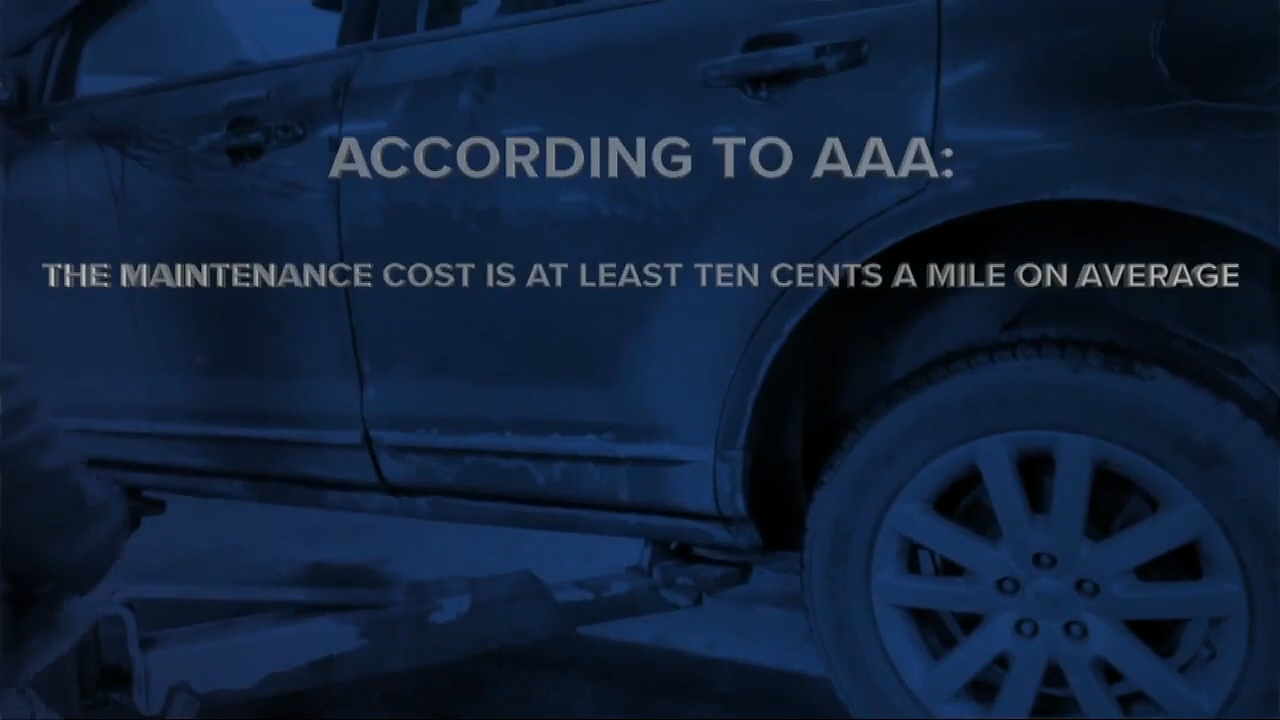 ACCORDING TO AAA:
THE MAINTENANCE COST IS AT LEAST TEN CENTS A MILE ON AVERAGE